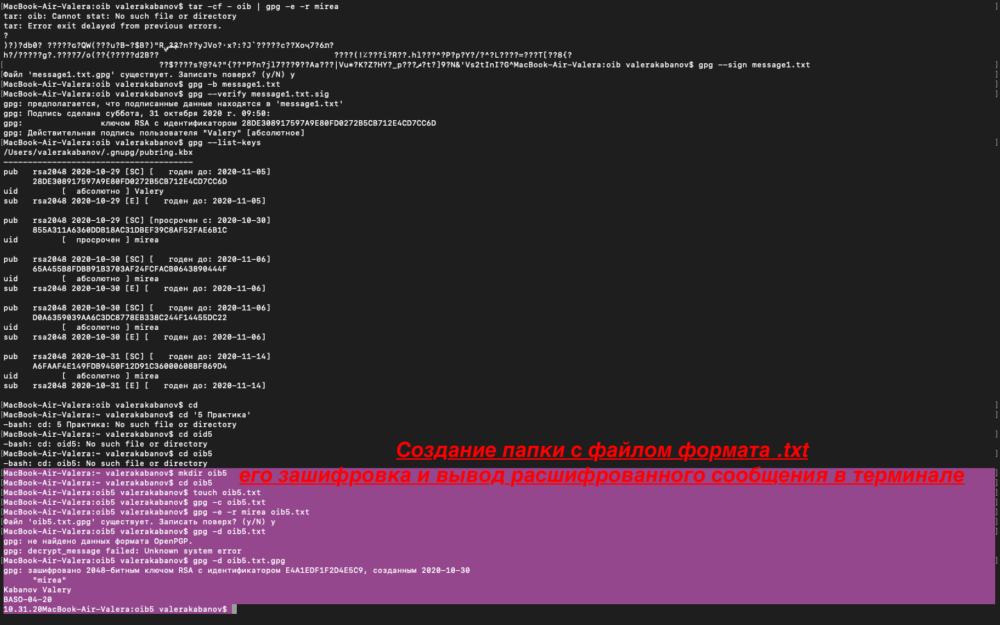 MacBook-Air-Valera:oib valerakabanov$ tar -cf - oib | gpg -e -r mirea
tar: oib: Cannot stat: No such file or directory
tar: Error exit delayed from previous errors.
?
MacBook-Air-Valera:oib valerakabanov$ gpg --sign message1.txt
Файл 'message1.txt.gpg' существует. Записать поверх? (y/N) y
MacBook-Air-Valera:oib valerakabanov$ gpg -b message1.txt
MacBook-Air-Valera:oib valerakabanov$ gpg --verify message1.txt.sig
gpg: предполагается, что подписанные данные находятся в 'message1.txt'
gpg: Подпись сделана суббота, 31 октября 2020 г. 09:50:
gpg:                ключом RSA с идентификатором 28DE308917597A9E80FD0272B5CB712E4CD7CC6D
gpg: Действительная подпись пользователя "Valery" [абсолютное]
MacBook-Air-Valera:oib valerakabanov$ gpg --list-keys
/Users/valerakabanov/.gnupg/pubring.kbx
---------------------------------------
pub   rsa2048 2020-10-29 [SC] [   годен до: 2020-11-05]
      28DE308917597A9E80FD0272B5CB712E4CD7CC6D
uid         [  абсолютно ] Valery
sub   rsa2048 2020-10-29 [E] [   годен до: 2020-11-05]
pub   rsa2048 2020-10-29 [SC] [просрочен с: 2020-10-30]
      855A311A6360DDB18AC31DBEF39C8AF52FAE6B1C
uid         [  просрочен ] mirea
pub   rsa2048 2020-10-30 [SC] [   годен до: 2020-11-06]
      65A455B8FDBB91B3703AF24FCFACB0643890444F
uid         [  абсолютно ] mirea
sub   rsa2048 2020-10-30 [E] [   годен до: 2020-11-06]
pub   rsa2048 2020-10-30 [SC] [   годен до: 2020-11-06]
      D0A6359039AA6C3DC8778EB338C244F14455DC22
uid         [  абсолютно ] mirea
sub   rsa2048 2020-10-30 [E] [   годен до: 2020-11-06]
pub   rsa2048 2020-10-31 [SC] [   годен до: 2020-11-14]
      A6FAAF4E149FDB9450F12D91C36000608BF869D4
uid         [  абсолютно ] mirea
sub   rsa2048 2020-10-31 [E] [   годен до: 2020-11-14]
MacBook-Air-Valera:oib valerakabanov$ cd
MacBook-Air-Valera:~ valerakabanov$ cd '5 Практика'
-bash: cd: 5 Практика: No such file or directory
MacBook-Air-Valera:~ valerakabanov$ cd oid5
-bash: cd: oid5: No such file or directory
MacBook-Air-Valera:~ valerakabanov$ cd oib5
-bash: cd: oib5: No such file or directory
Создание папки с файлом формата .txt
его зашифровка и вывод расшифрованного сообщения в терминале
MacBook-Air-Valera:~ valerakabanov$ mkdir oib5
MacBook-Air-Valera:~ valerakabanov$ cd oib5
MacBook-Air-Valera:oib5 valerakabanov$ touch oib5.txt
MacBook-Air-Valera:oib5 valerakabanov$ gpg -c oib5.txt
MacBook-Air-Valera:oib5 valerakabanov$ gpg -e -r mirea oib5.txt
Файл 'oib5.txt.gpg' существует. Записать поверх? (y/N) y
MacBook-Air-Valera:oib5 valerakabanov$ gpg -d oib5.txt
gpg: не найдено данных формата OpenPGP.
gpg: decrypt_message failed: Unknown system error
MacBook-Air-Valera:oib5 valerakabanov$ gpg -d oib5.txt.gpg
gpg: зашифровано 2048-битным ключом RSA с идентификатором E4A1EDF1F2D4E5C9, созданным 2020-10-30
      "mirea"
Kabanov Valery
BASO-04-20
10.31.20MacBook-Air-Valera:oib5 valerakabanov$